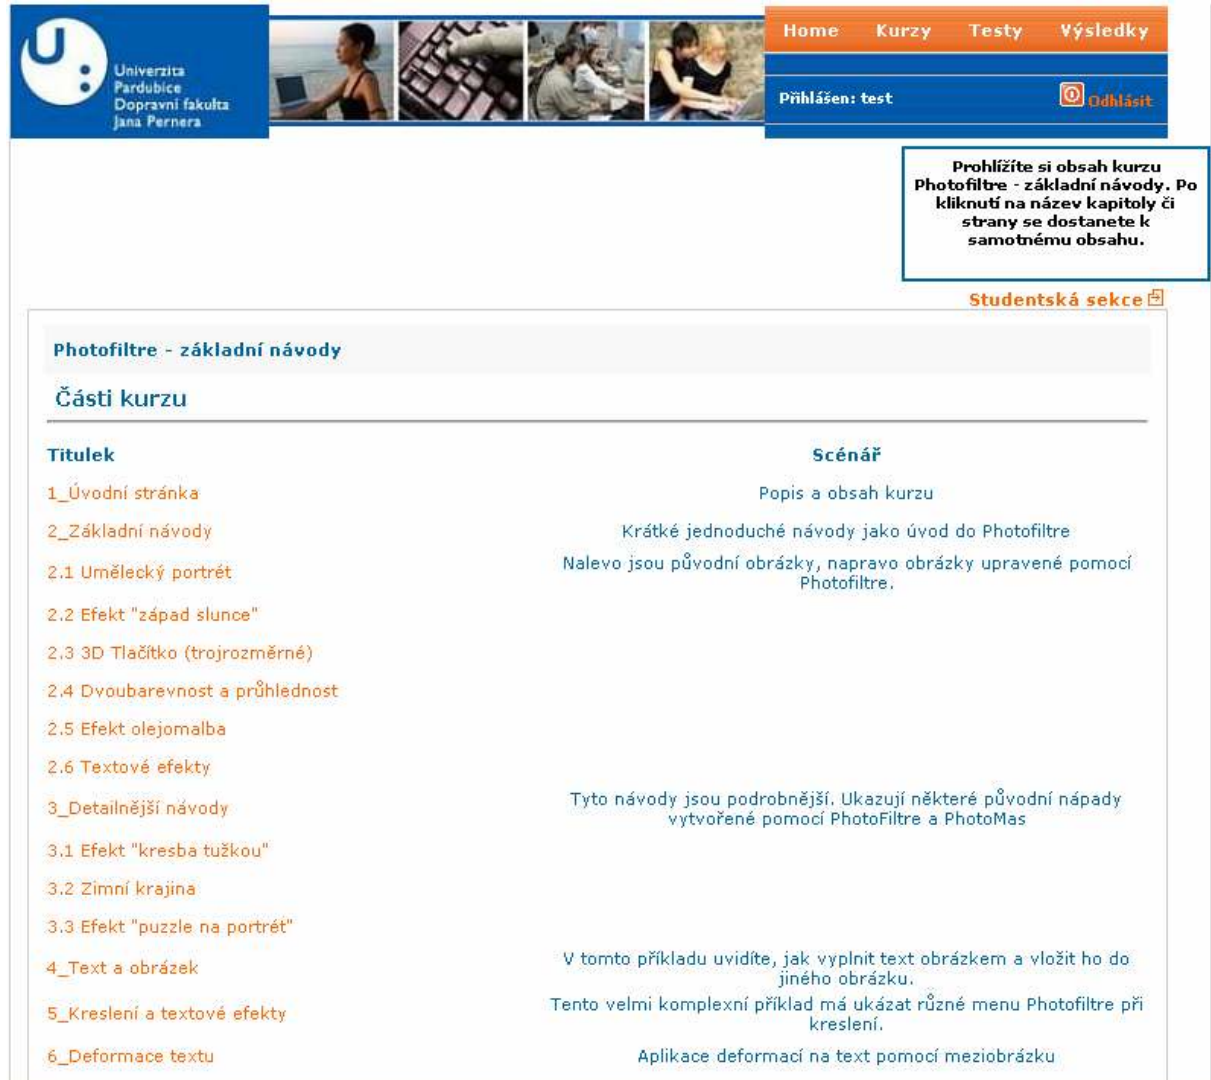 Univerzita
Pardubice
Dopravní fakulta
Jana Pernera
Home Kurzy Testy Výsledky
Přihlášen: test Odhlásit
Prohlížíte si obsah kurzu
Photofiltre - základní návody. Po
kliknutí na název kapitoly či
strany se dostanete k
samotnému obsahu.
Studentská sekce
Photofiltre - základní návody
Části kurzu
Titulek Scénář
1_Úvodní stránka Popis a obsah kurzu
2_Základní návody Krátké jednoduché návody jako úvod do Photofiltre
2.1 Umělecký portrét Nalevo jsou původní obrázky, napravo obrázky upravené pomocí
Photofiltre.
2.2 Efekt "západ slunce"
2.3 3D Tlačítko (trojrozměrné)
2.4 Dvoubarevnost a průhlednost
2.5 Efekt olejomalba
2.6 Textové efekty
3_Detailnější návody Tyto návody jsou podrobnější. Ukazují některé původní nápady
vytvořené pomocí PhotoFiltre a PhotoMas
3.1 Efekt "kresba tužkou"
3.2 Zimní krajina
3.3 Efekt "puzzle na portrét"
4_Text a obrázek V tomto příkladu uvidíte, jak vyplnit text obrázkem a vložit ho do
jiného obrázku.
5_Kreslení a textové efekty Tento velmi komplexní příklad má ukázat různé menu Photofiltre při
kreslení.
6_Deformace textu Aplikace deformací na text pomocí meziobrázku